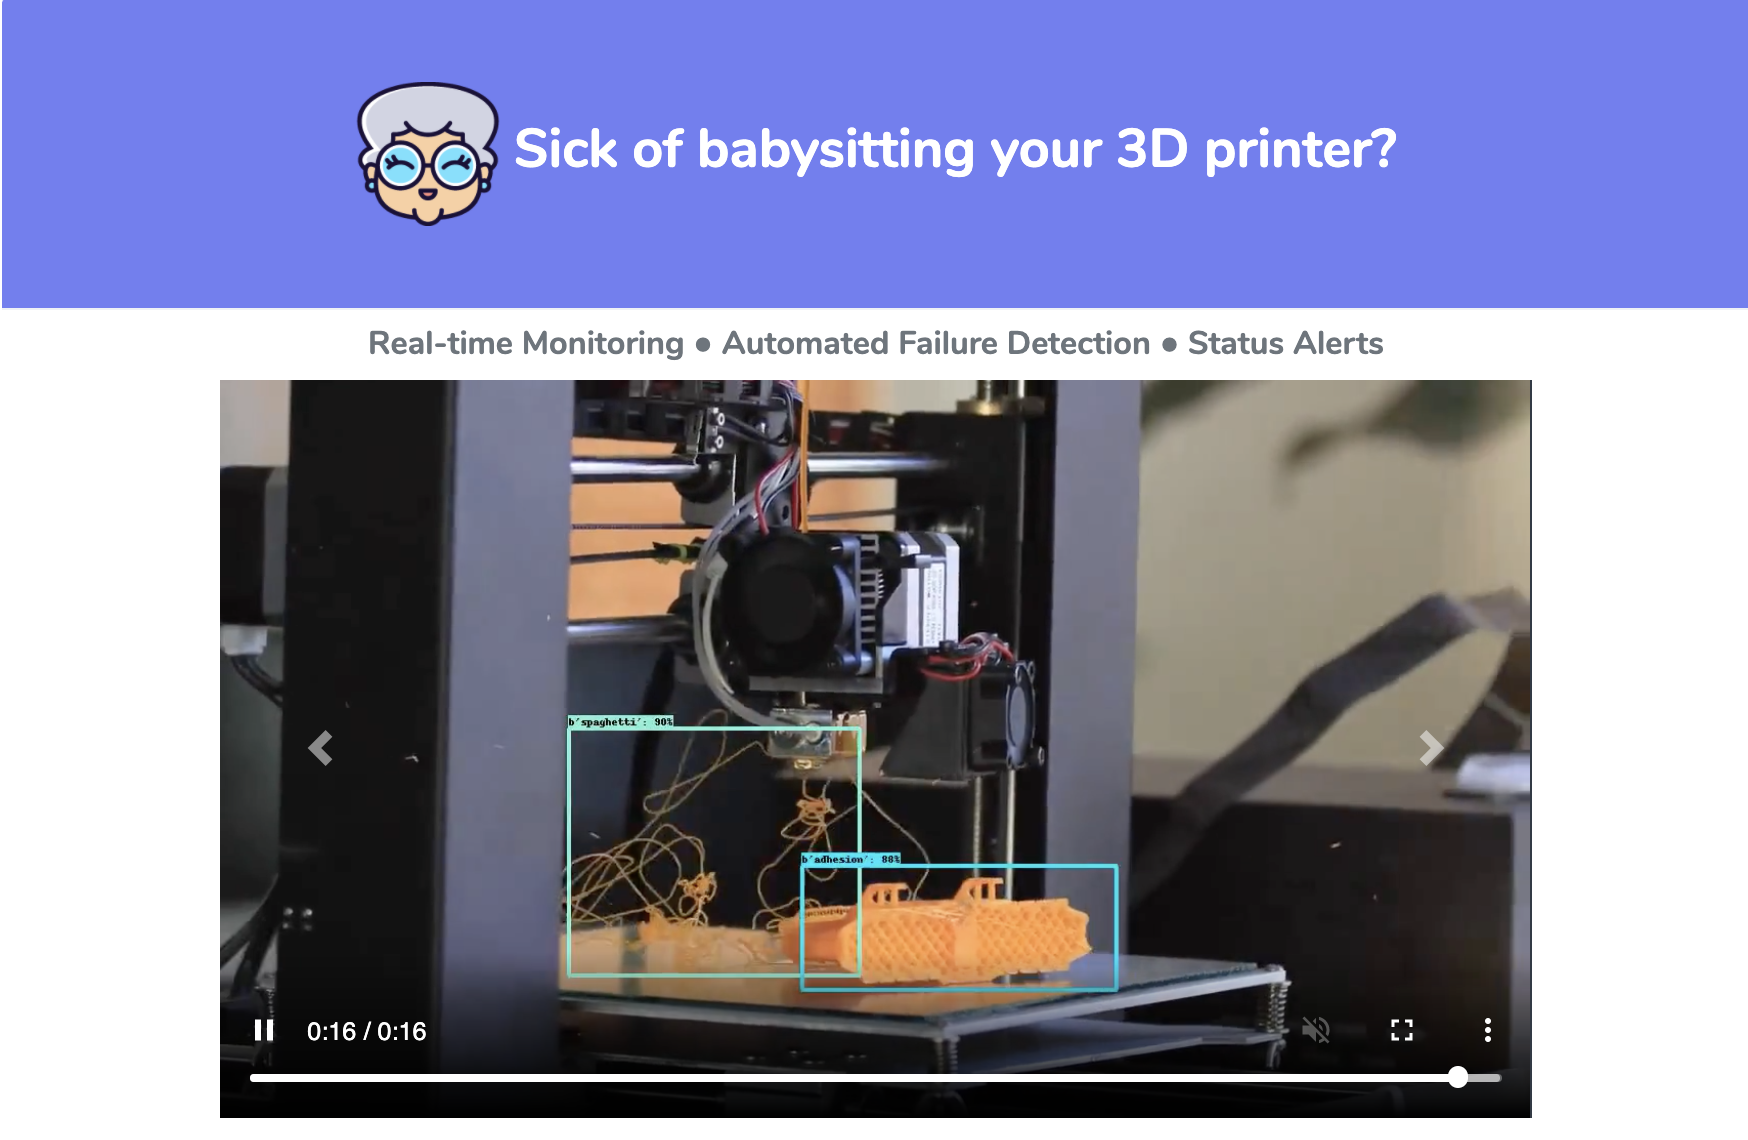 Sick of babysitting your 3D printer?
Real-time Monitoring ● Automated Failure Detection ● Status Alerts
b'spaghetti': 90%
b'adhesion': 88%
0:16 / 0:16